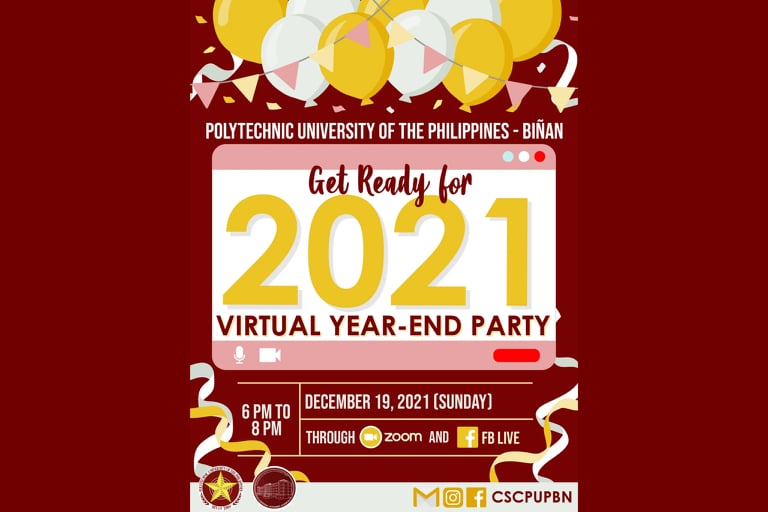 POLYTECHNIC UNIVERSITY OF THE PHILIPPINES - BIÑAN
Get Ready for
2021
VIRTUAL YEAR-END PARTY
6 PM TO
8 PM
DECEMBER 19, 2021 (SUNDAY)
THROUGH zoom AND FB LIVE
CSCPUPBN